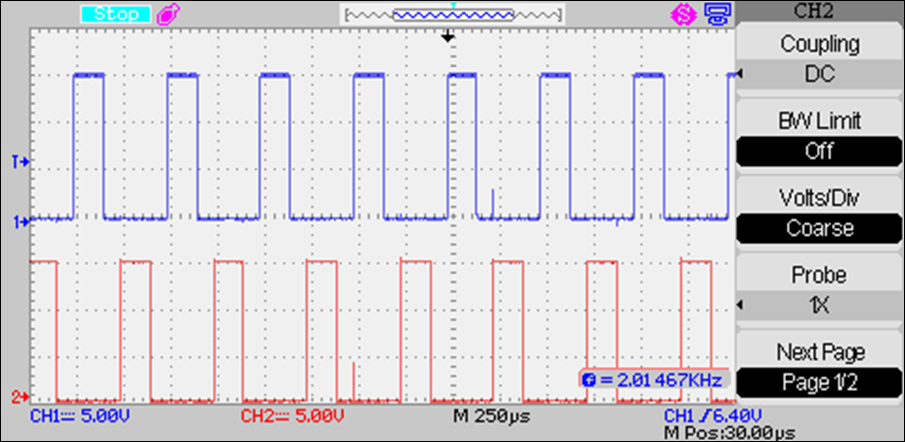 Stop
CH2
Coupling
DC
BW Limit
Off
Volts/Div
Coarse
Probe
1X
Next Page
Page 1/2
T
1
2
f = 2.01467KHz
CH1 5.00V CH2 5.00V M 250µs CH1 6.40V
M Pos:30.00µs